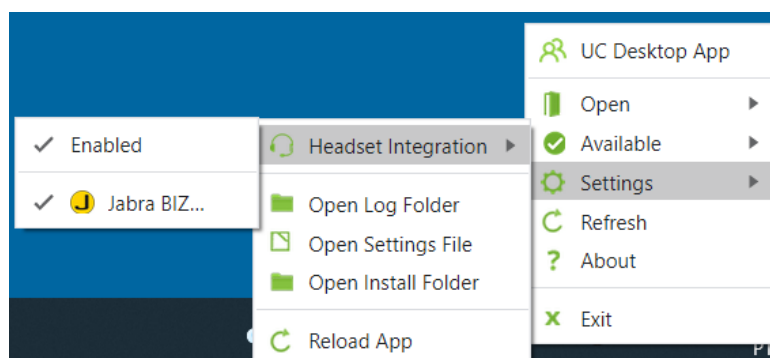 UC Desktop App
Open
Available
Settings
Refresh
? About
Exit
Headset Integration
Open Log Folder
Open Settings File
Open Install Folder
Reload App
Enabled
J Jabra BIZ...